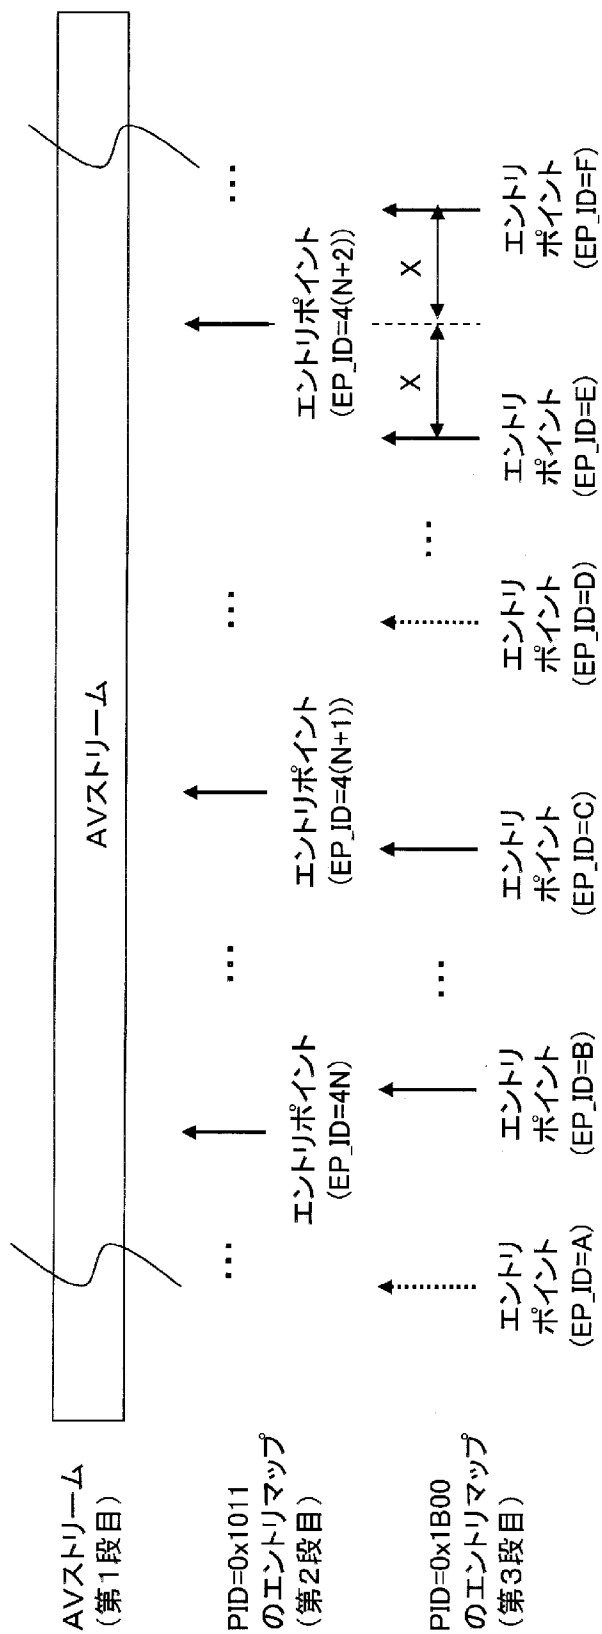 AVストリーム
(第1段目)
AVストリーム
PID=0x1011
のエントリマップ
(第2段目)
…
エントリポイント
(EP_ID=4N)
…
エントリポイント
(EP_ID=4(N+1))
…
エントリポイント
(EP_ID=4(N+2))
…
PID=0x1B00
のエントリマップ
(第3段目)
エントリ
ポイント
(EP_ID=A)
エントリ
ポイント
(EP_ID=B)
…
エントリ
ポイント
(EP_ID=C)
エントリ
ポイント
(EP_ID=D)
…
エントリ
ポイント
(EP_ID=E)
X
X
エントリ
ポイント
(EP_ID=F)